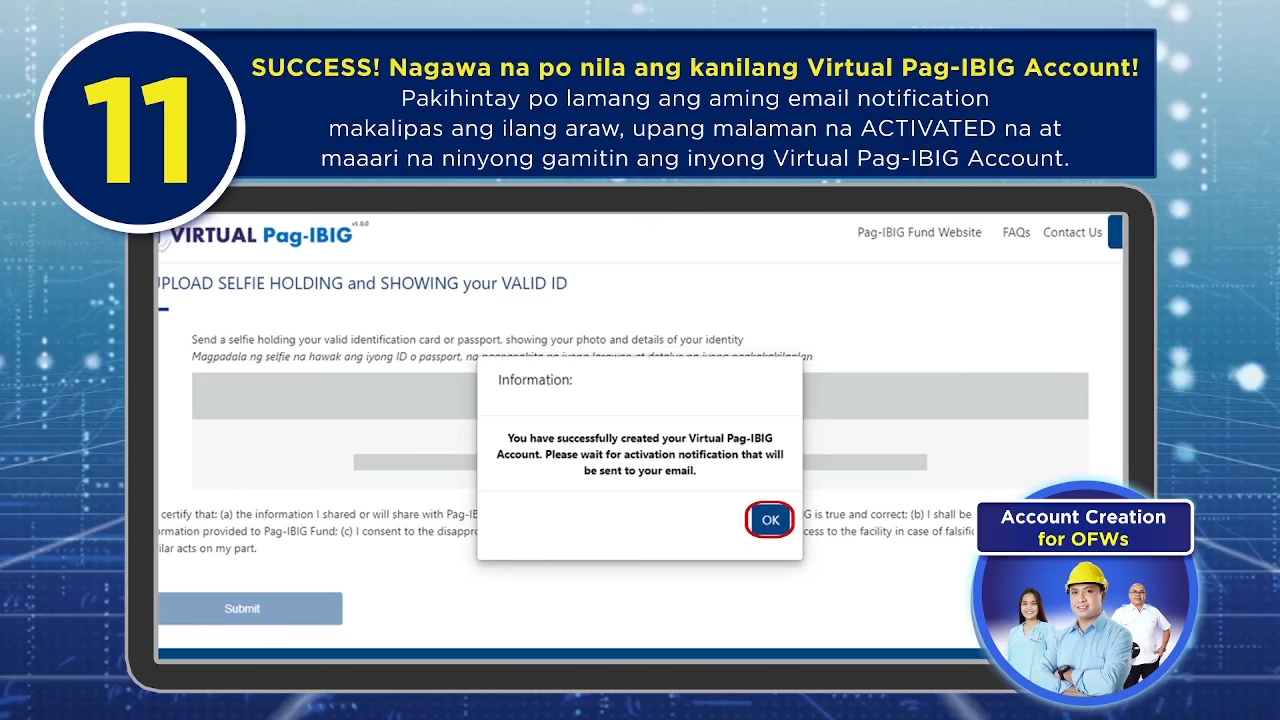 11
SUCCESS! Nagawa na po nila ang kanilang Virtual Pag-IBIG Account!
Pakihintay po lamang ang aming email notification
makalipas ang ilang araw, upang malaman na ACTIVATED na at
maaari na ninyong gamitin ang inyong Virtual Pag-IBIG Account.
VIRTUAL Pag-IBIG v1.0.0
Pag-IBIG Fund Website FAQs Contact Us
UPLOAD SELFIE HOLDING and SHOWING your VALID ID
Send a selfie holding your valid identification card or passport, showing your photo and details of your identity
Magpadala ng selfie na hawak ang iyong ID o passport, na
Information:
You have successfully created your Virtual Pag-IBIG
Account. Please wait for activation notification that will
be sent to your email.
OK
certify that: (a) the information I shared or will share with Pag-IB G is true and correct; (b) I shall be
ormation provided to Pag-IBIG Fund; (c) I consent to the disappr cess to the facility in case of falsific
ilar acts on my part.
Submit
Account Creation
for OFWs